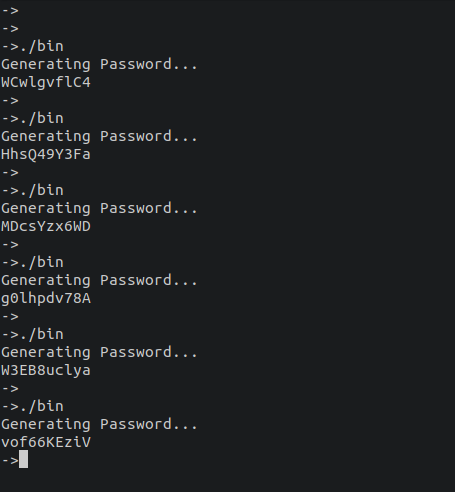 ->
->
->./bin
Generating Password...
WCwlgvflC4
->
->./bin
Generating Password...
HhsQ49Y3Fa
->
->./bin
Generating Password...
MDcsYzx6WD
->
->./bin
Generating Password...
g0lhpdv78A
->
->./bin
Generating Password...
W3EB8uclya
->
->./bin
Generating Password...
vof66KEziV
->